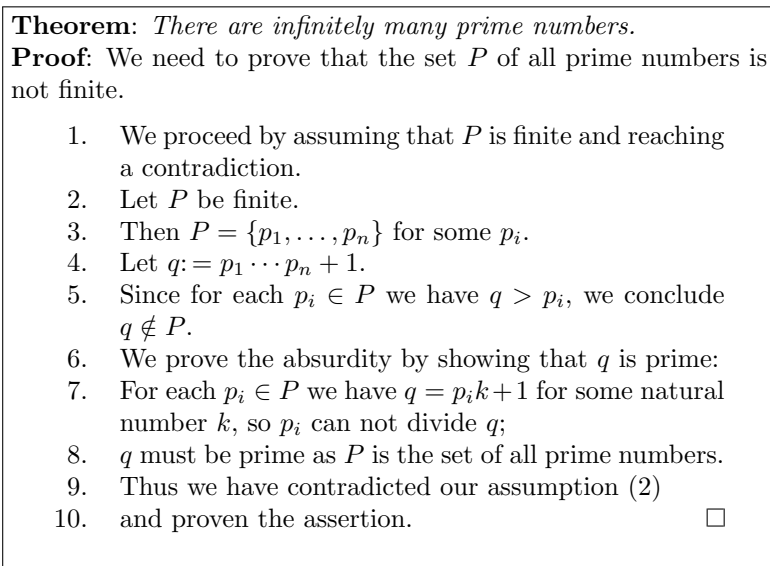 Theorem: There are infinitely many prime numbers.
Proof: We need to prove that the set P of all prime numbers is
not finite.
1. We proceed by assuming that P is finite and reaching
a contradiction.
2. Let P be finite.
3. Then P = {p₁, . . . , pₙ} for some pᵢ.
4. Let q: = p₁ · · · pₙ + 1.
5. Since for each pᵢ ∈ P we have q > pᵢ, we conclude
q ∉ P.
6. We prove the absurdity by showing that q is prime:
7. For each pᵢ ∈ P we have q = pᵢk+1 for some natural
number k, so pᵢ can not divide q;
8. q must be prime as P is the set of all prime numbers.
9. Thus we have contradicted our assumption (2)
10. and proven the assertion. □